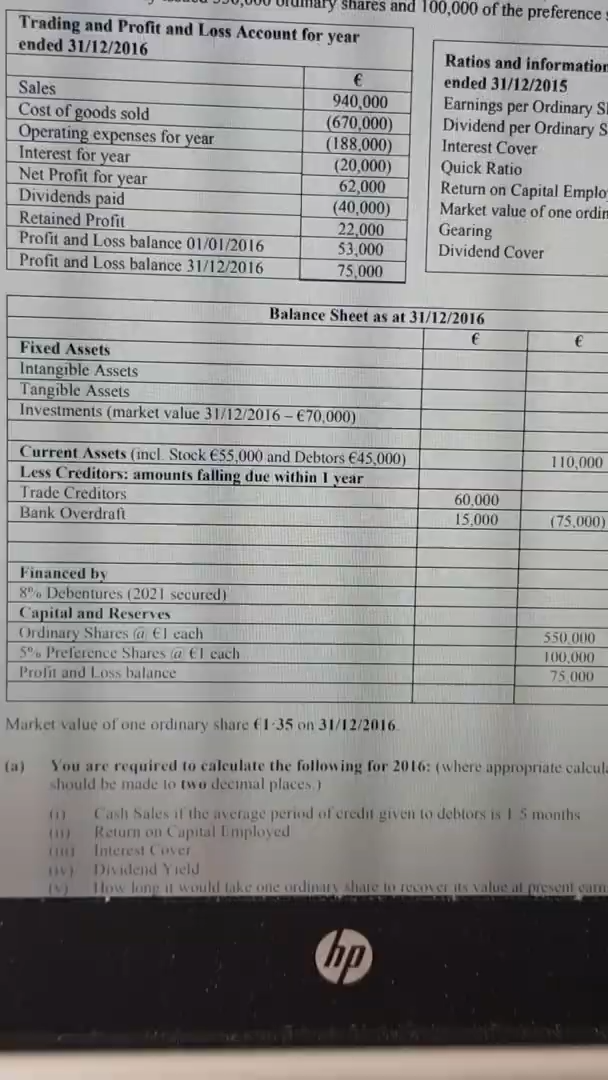 ordinary shares and 100,000 of the preference
Trading and Profit and Loss Account for year
ended 31/12/2016
€
Sales 940,000
Cost of goods sold (670,000)
Operating expenses for year (188,000)
Interest for year (20,000)
Net Profit for year 62,000
Dividends paid (40,000)
Retained Profit 22,000
Profit and Loss balance 01/01/2016 53,000
Profit and Loss balance 31/12/2016 75,000
Ratios and information
ended 31/12/2015
Earnings per Ordinary
Dividend per Ordinary S
Interest Cover
Quick Ratio
Return on Capital Emplo
Market value of one ordin
Gearing
Dividend Cover
Balance Sheet as at 31/12/2016
€ €
Fixed Assets
Intangible Assets
Tangible Assets
Investments (market value 31/12/2016 – €70,000)
Current Assets (incl. Stock €55,000 and Debtors €45,000) 110,000
Less Creditors: amounts falling due within 1 year
Trade Creditors 60,000
Bank Overdraft 15,000 (75,000)
Financed by
8% Debentures (2021 secured)
Capital and Reserves
Ordinary Shares @ €1 each 550,000
5% Preference Shares @ €1 each 100,000
Profit and Loss balance 75,000
Market value of one ordinary share €1·35 on 31/12/2016.
(a) You are required to calculate the following for 2016: (where appropriate calcula
should be made to two decimal places.)
(i) Cash Sales if the average period of credit given to debtors is 1.5 months
(ii) Return on Capital Employed
(iii) Interest Cover
(iv) Dividend Yield
(v) How long it would take one ordinary share to recover its value at present earni
hp